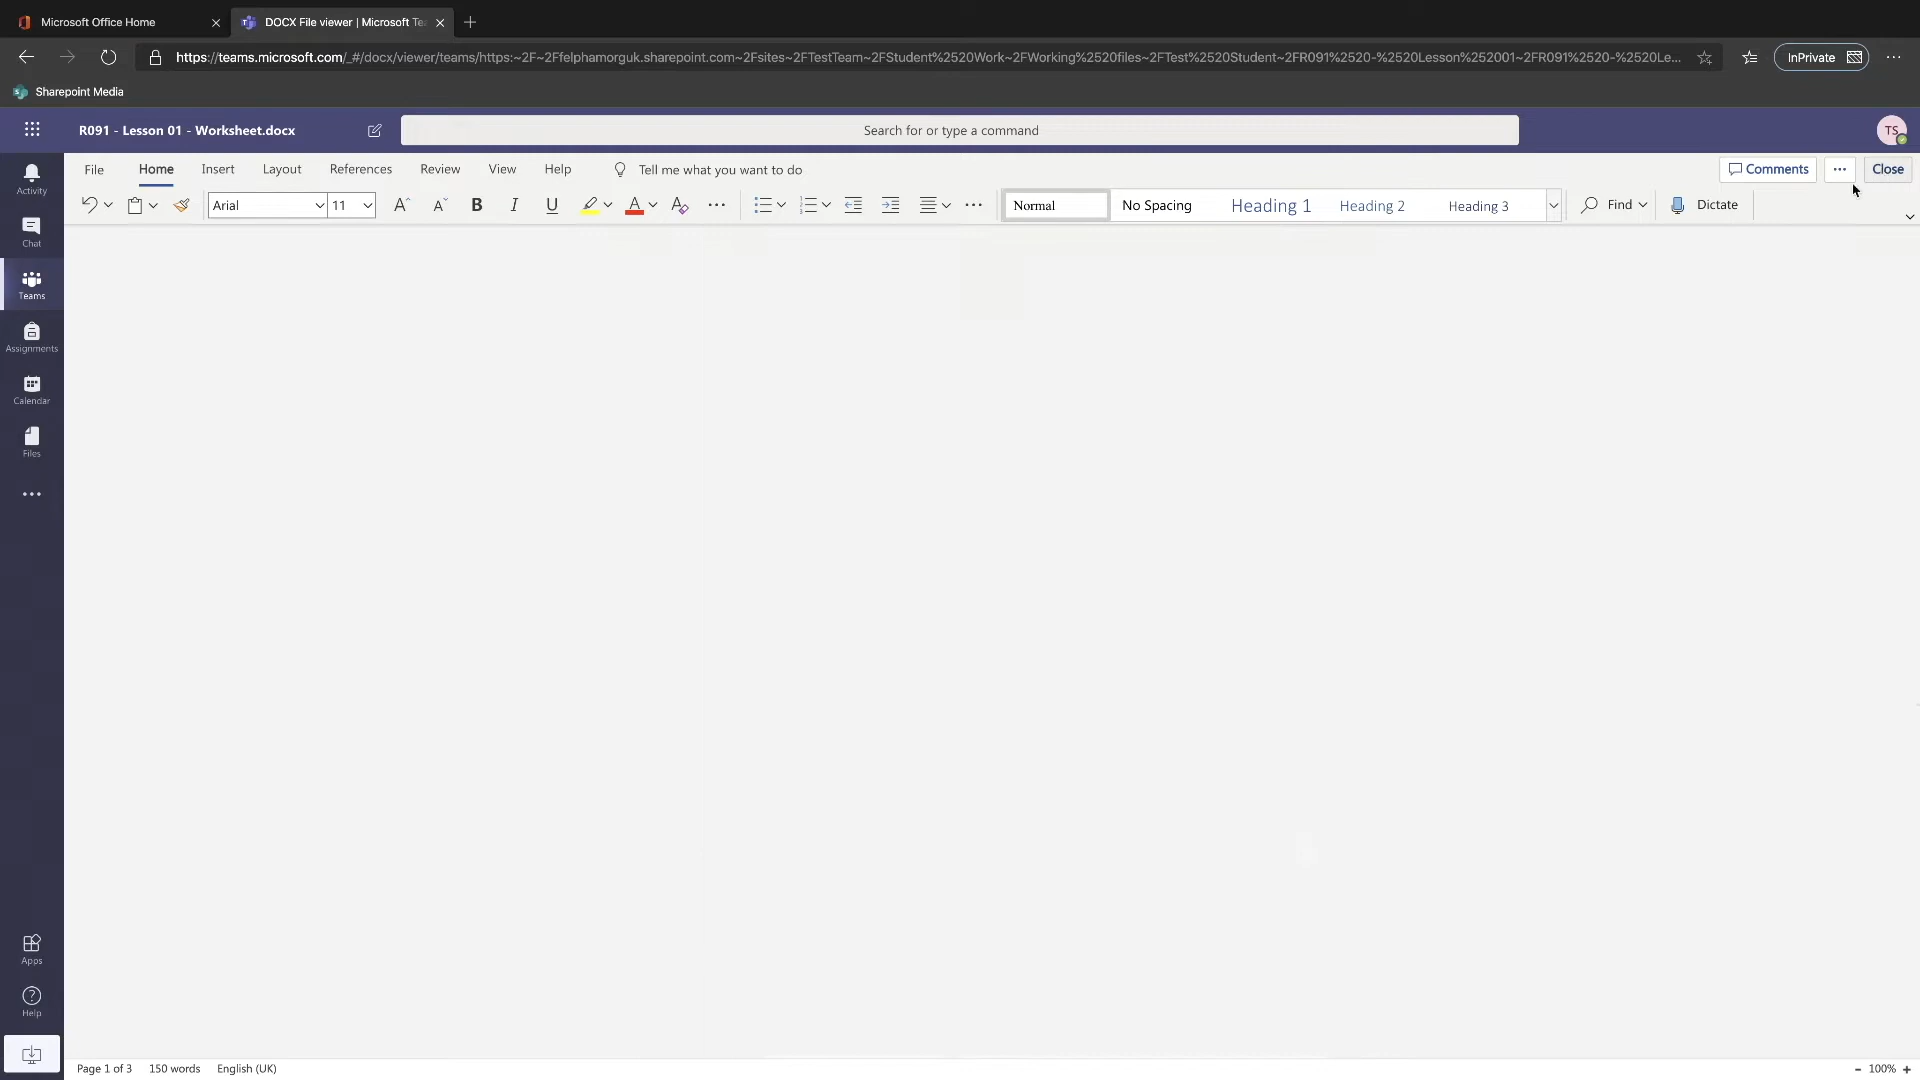 Microsoft Office Home
DOCX File viewer | Microsoft Te
https://teams.microsoft.com/_#/docx/viewer/teams/https:~2F~2Ffelphamorguk.sharepoint.com~2Fsites~2FTestTeam~2FStudent%2520Work~2FWorking%2520files~2FTest%2520Student~2FR091%2520-%2520Lesson%252001~2FR091%2520-%2520Le...
InPrivate
Sharepoint Media
R091 - Lesson 01 - Worksheet.docx
Search for or type a command
TS
File Home Insert Layout References Review View Help Tell me what you want to do Comments Close
Arial 11 B I U A Normal No Spacing Heading 1 Heading 2 Heading 3 Find Dictate
Activity
Chat
Teams
Assignments
Calendar
Files
Apps
Help
Page 1 of 3 150 words English (UK) - 100% +